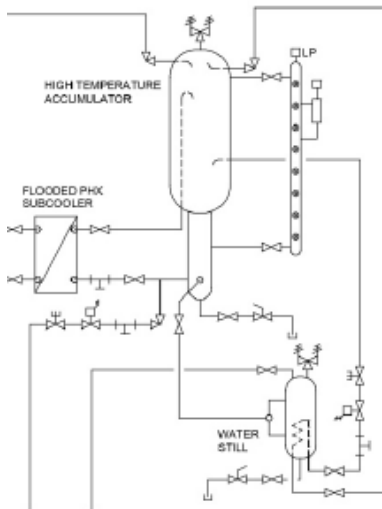 LP
HIGH TEMPERATURE
ACCUMULATOR
FLOODED PHX
SUBCOOLER
WATER
STILL